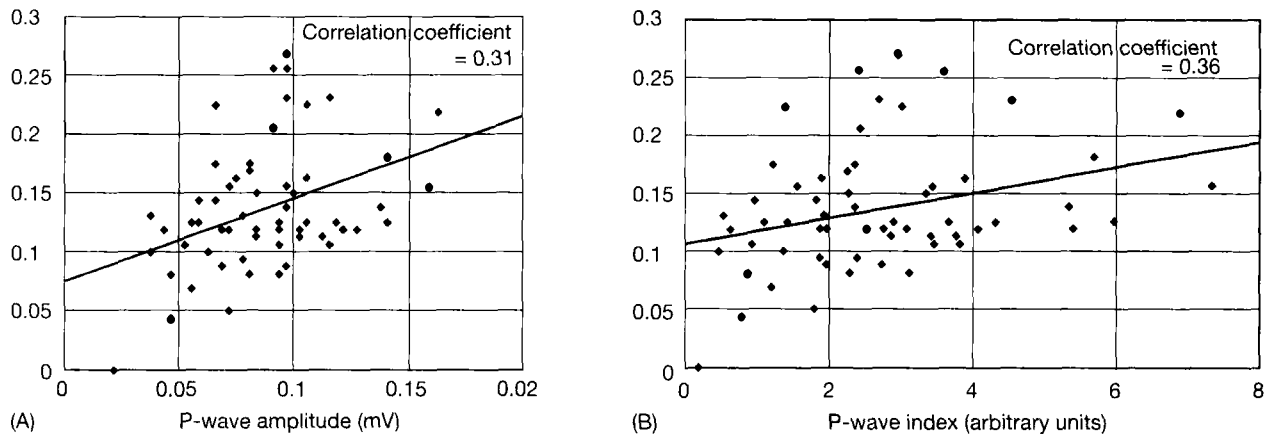 0.3
0.25
0.2
0.15
0.1
0.05
0
Correlation coefficient
= 0.31
0 0.05 0.1 0.15 0.02
(A) P-wave amplitude (mV)
0.3
0.25
0.2
0.15
0.1
0.05
0
Correlation coefficient
= 0.36
0 2 4 6 8
(B) P-wave index (arbitrary units)